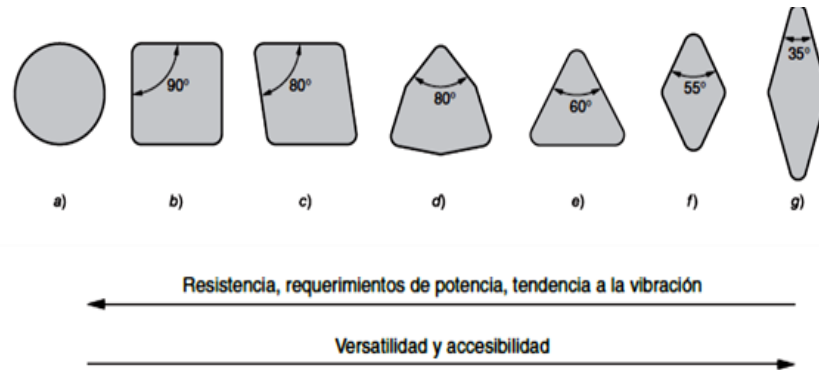 90° 80° 80° 60° 55° 35°
a) b) c) d) e) f) g)
Resistencia, requerimientos de potencia, tendencia a la vibración
Versatilidad y accesibilidad